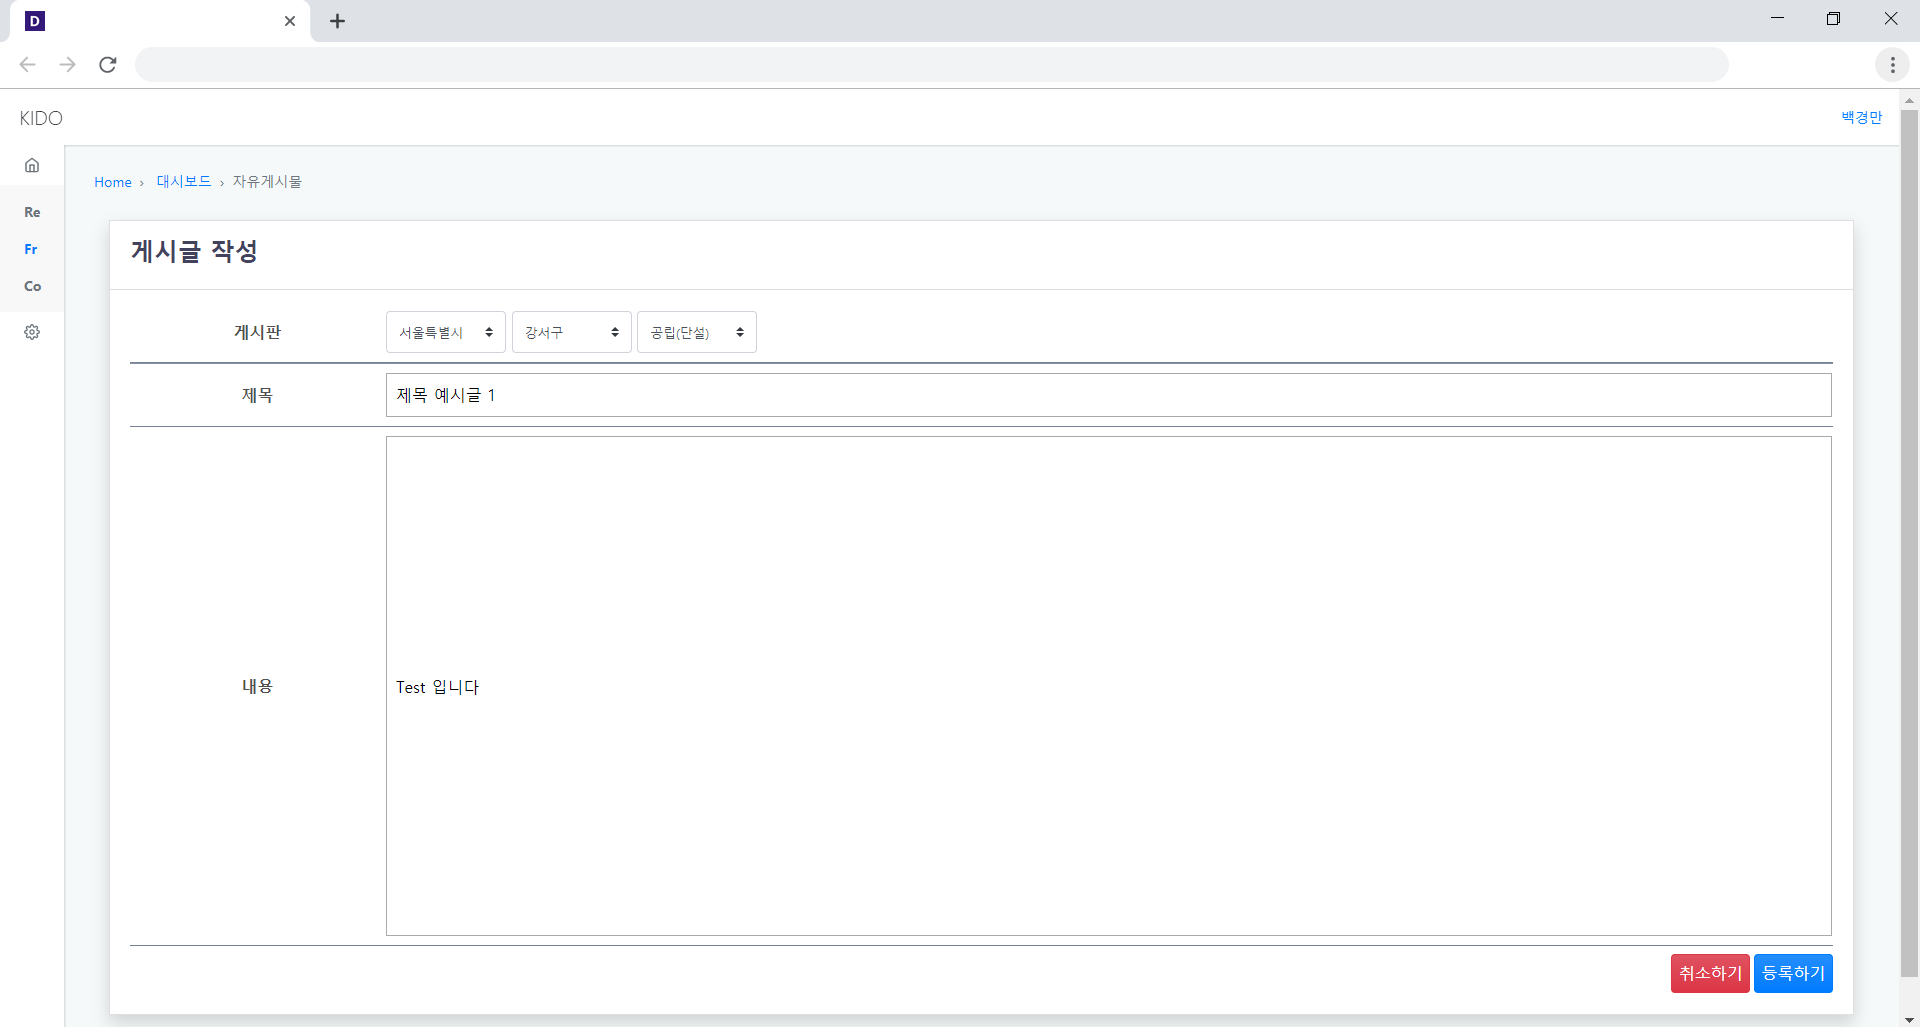 D
KIDO
백경만
Home › 대시보드 › 자유게시물
Re
Fr
Co
게시글 작성
게시판 서울특별시 강서구 공립(단설)
제목 제목 예시글 1
내용 Test 입니다
취소하기 등록하기